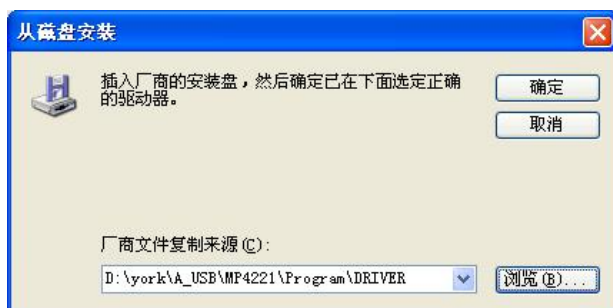 从磁盘安装
插入厂商的安装盘，然后确定已在下面选定正确
的驱动器。
确定
取消
厂商文件复制来源(C):
D:\york\A_USB\MP4221\Program\DRIVER
浏览(B)...